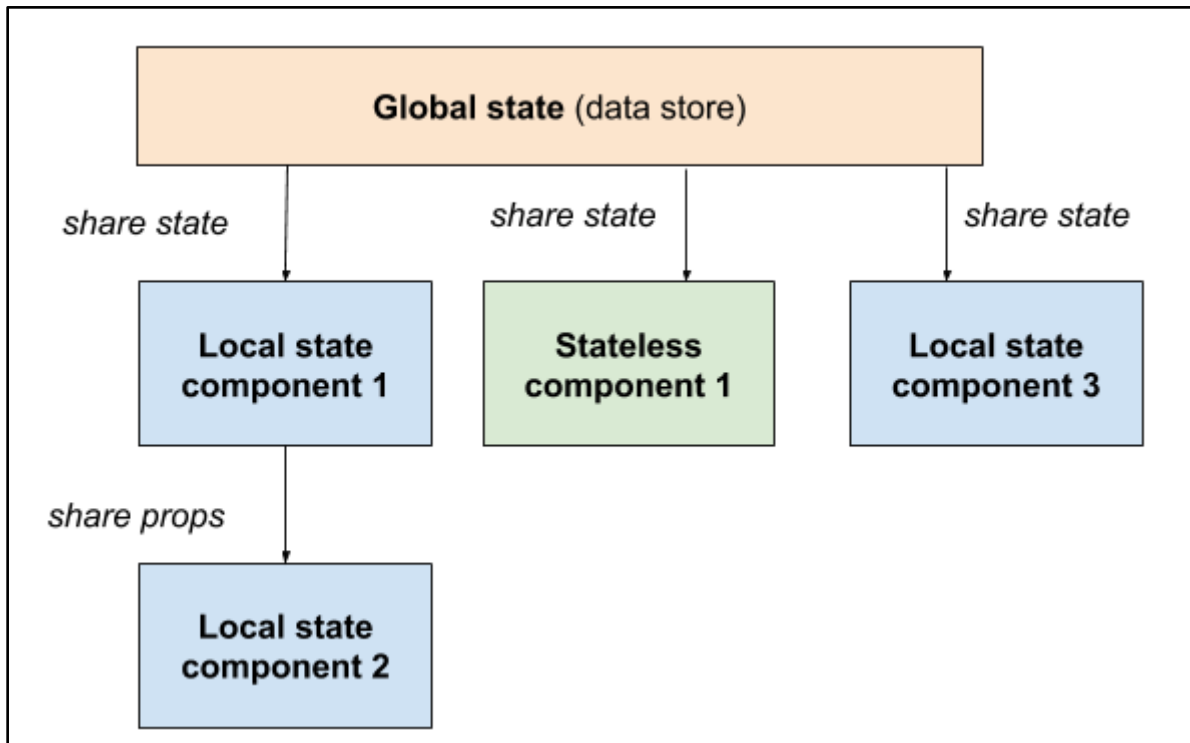 Global state (data store)
share state
share state
share state
Local state
component 1
Stateless
component 1
Local state
component 3
share props
Local state
component 2